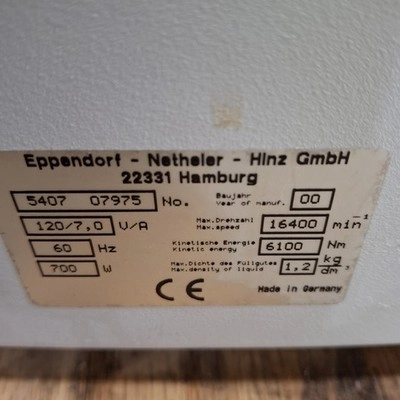 Eppendorf - Netheler - Hinz GmbH
22331 Hamburg
5407 07975 No.
Baujahr
Year of manuf. 00
120/7,0 V/A
Max.Drehzahl
Max.speed 16400 min⁻¹
60 Hz
Kinetische Energie
Kinetic energy 6100 Nm
700 W
Max.Dichte des Füllgutes
Max.density of liquid 1,2 kg/dm³
CE Made in Germany